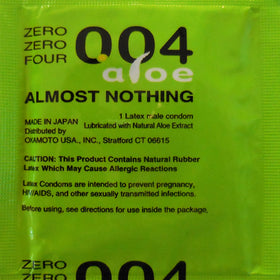 ZERO
ZERO
FOUR
004
aloe
ALMOST NOTHING
1 Latex male condom
MADE IN JAPAN
Lubricated with Natural Aloe Extract
Distributed by
OKAMOTO USA., INC., Stratford CT 06615
CAUTION: This Product Contains Natural Rubber
Latex Which May Cause Allergic Reactions
Latex Condoms are intended to prevent pregnancy,
HIV/AIDS, and other sexually transmitted infections.
Before using, see directions for use inside the package.
ZERO
ZERO
004